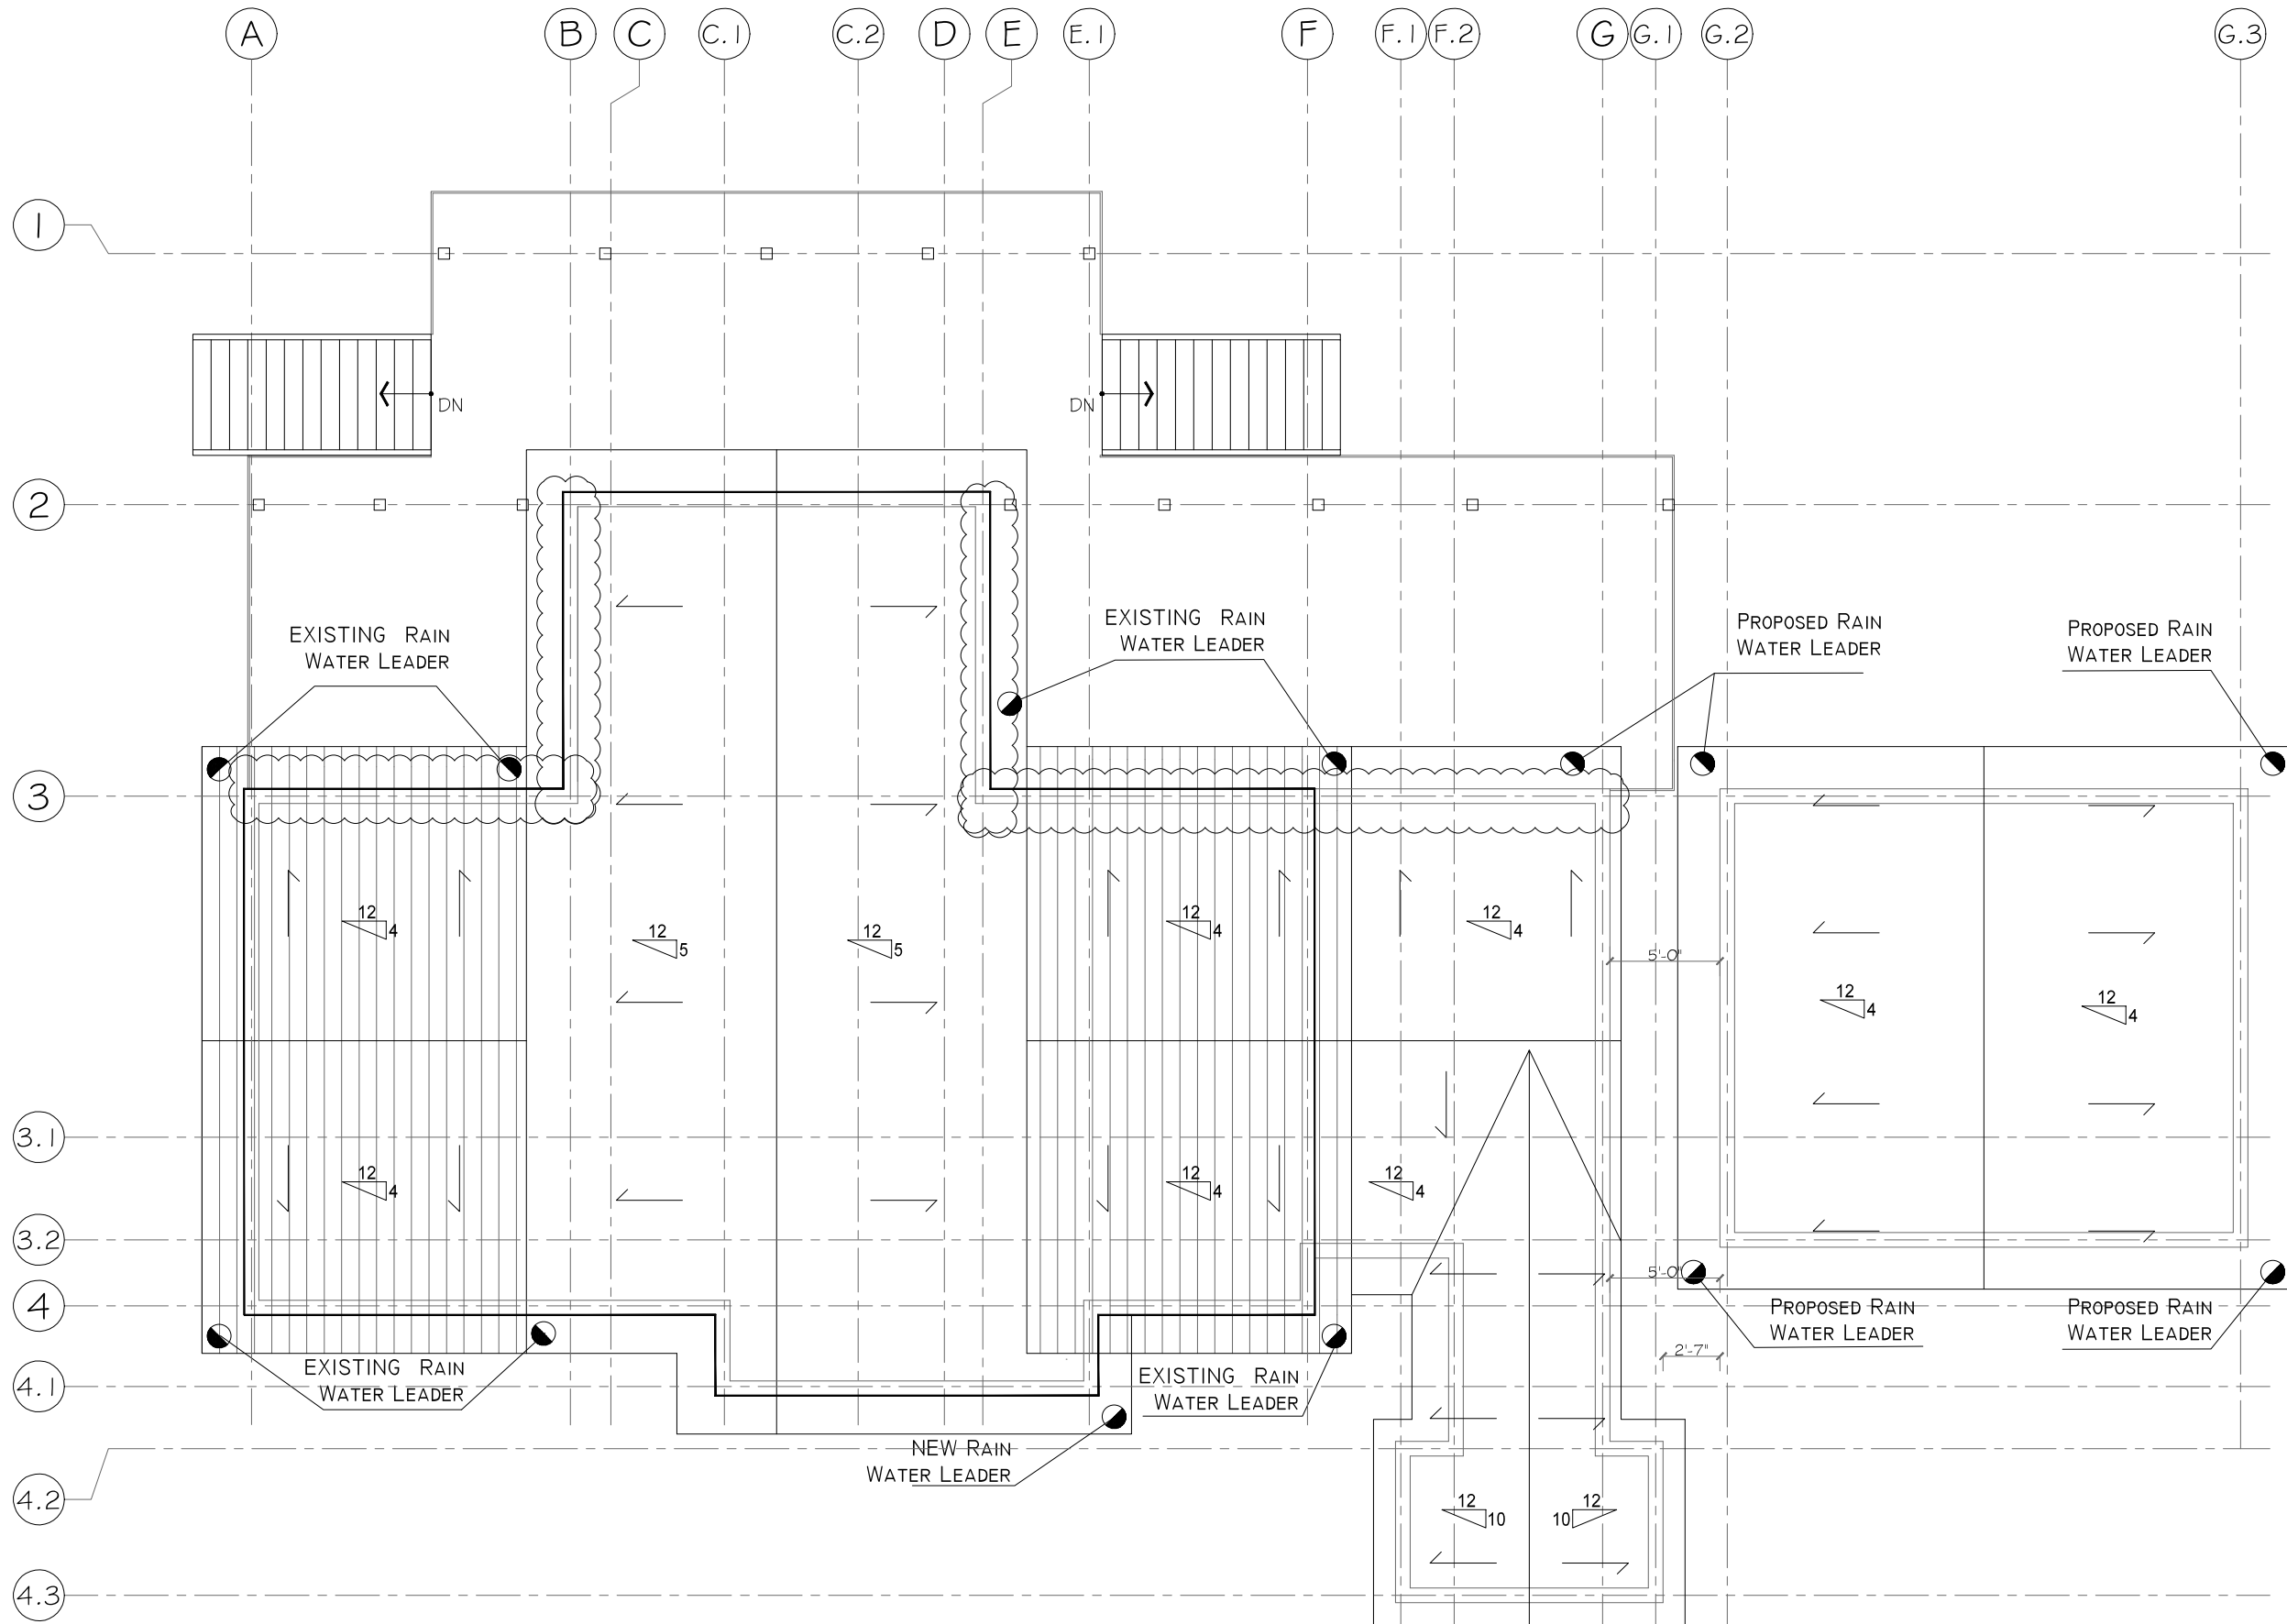 A
B
C
C.1
C.2
D
E
E.1
F
F.1
F.2
G
G.1
G.2
G.3
1
2
DN
DN
EXISTING RAIN
WATER LEADER
EXISTING RAIN
WATER LEADER
PROPOSED RAIN
WATER LEADER
PROPOSED RAIN
WATER LEADER
3
12
4
12
5
12
5
12
4
12
4
5'-0"
12
4
12
4
3.1
12
4
12
4
12
4
3.2
5'-0"
4
PROPOSED RAIN
WATER LEADER
PROPOSED RAIN
WATER LEADER
2'-7"
EXISTING RAIN
WATER LEADER
EXISTING RAIN
WATER LEADER
4.1
NEW RAIN
WATER LEADER
4.2
12
10
12
10
4.3